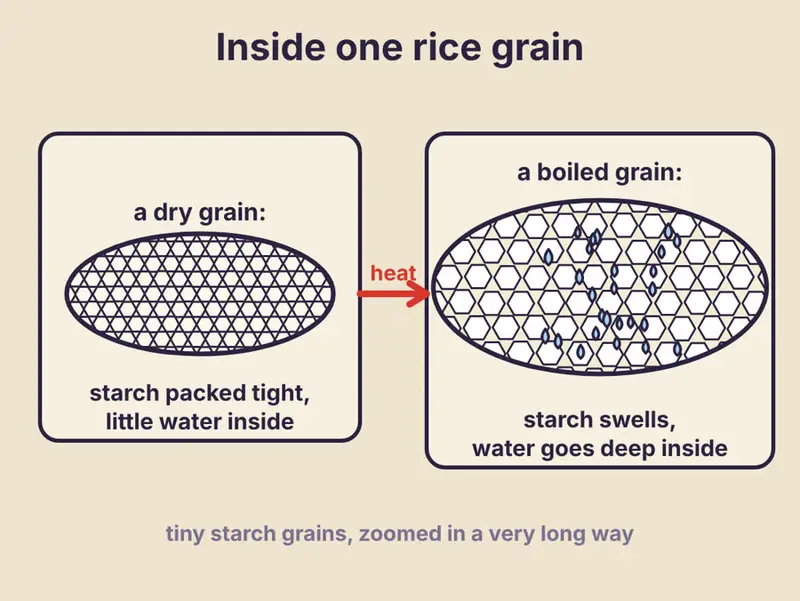 Inside one rice grain
a dry grain:
starch packed tight,
little water inside
heat
a boiled grain:
starch swells,
water goes deep inside
tiny starch grains, zoomed in a very long way